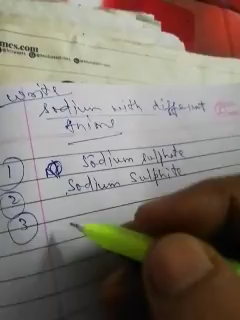 mes.com
Write
Sodium with different
Anions
1 Sodium sulphate
2 Sodium Sulphite
3